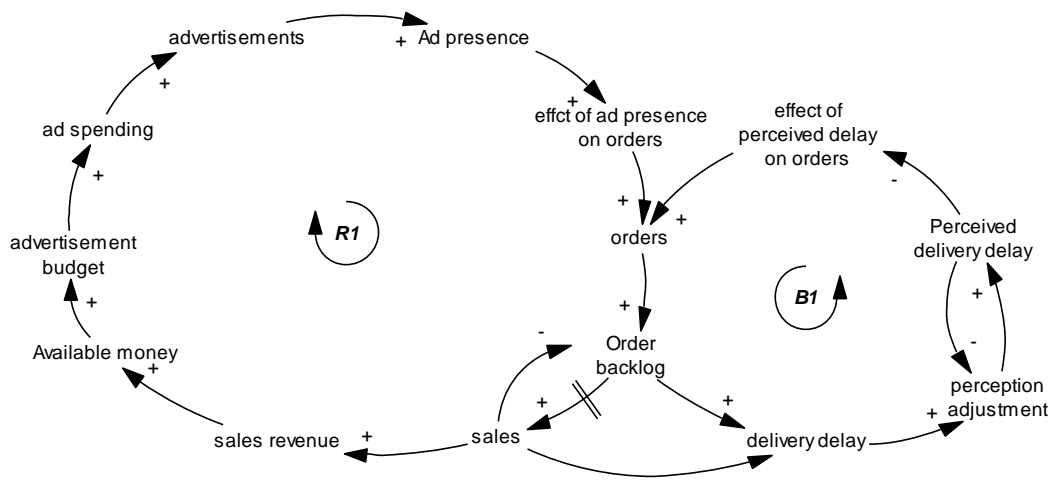 advertisements
+
Ad presence
+
+
effct of ad presence
on orders
effect of
perceived delay
on orders
ad spending
+
-
+
+
Perceived
delivery delay
orders
advertisement
budget
R1
+
B1
+
+
-
-
Order
backlog
Available money
+
+
+
perception
adjustment
+
sales revenue
+
sales
delivery delay